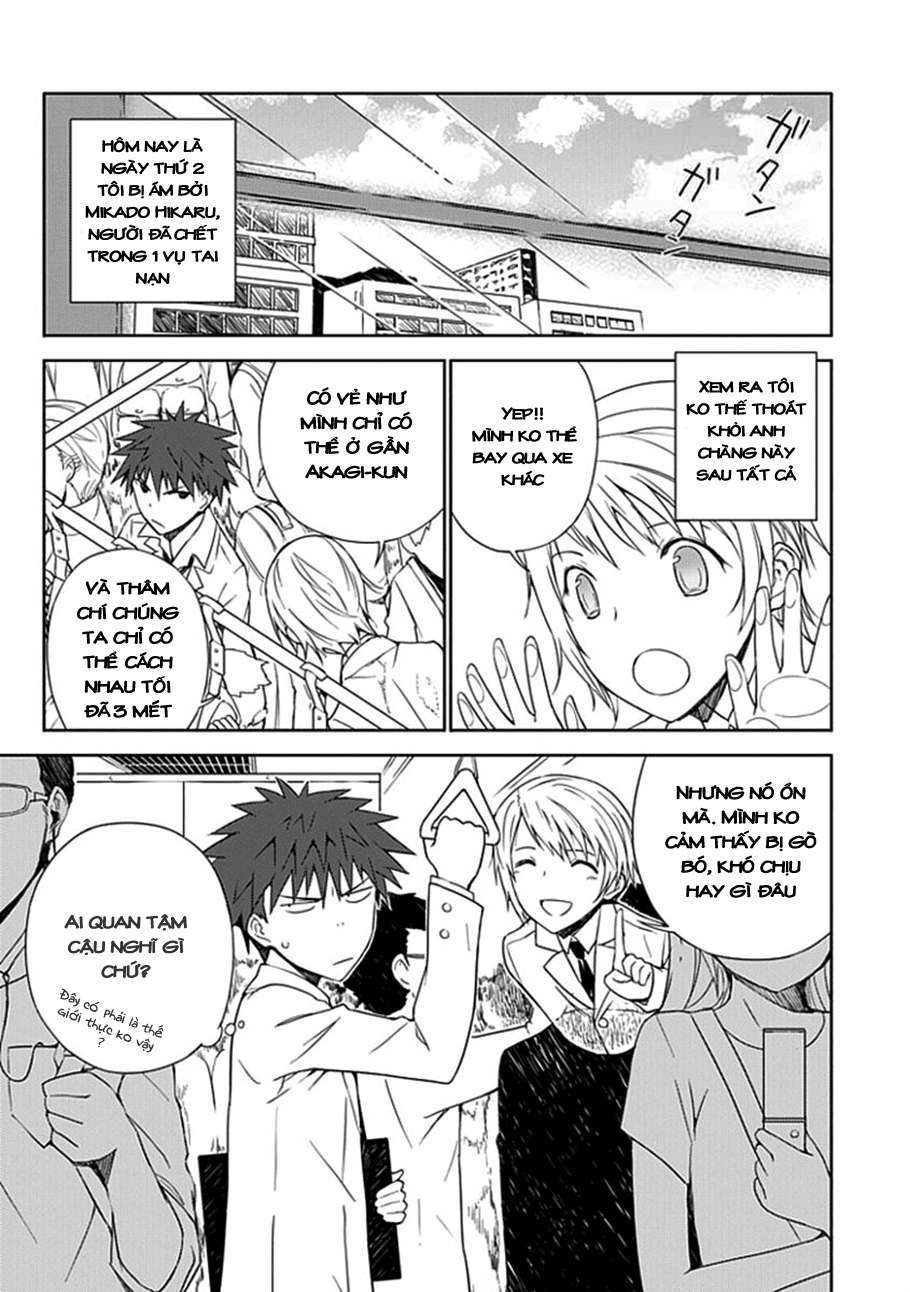 HÔM NAY LÀ
NGÀY THỨ 2
TÔI BỊ ÁM BỞI
MIKADO HIKARU,
NGƯỜI ĐÃ CHẾT
TRONG 1 VỤ TAI
NẠN
ガタン
ガタン
XEM RA TÔI
KO THỂ THOÁT
KHỎI ANH
CHÀNG NÀY
SAU TẤT CẢ
YEP!!
MÌNH KO THỂ
BAY QUA XE
KHÁC
CÓ VẺ NHƯ
MÌNH CHỈ CÓ
THỂ Ở GẦN
AKAGI-KUN
VÀ THÂM
CHÍ CHÚNG
TA CHỈ CÓ
THỂ CÁCH
NHAU TỐI
ĐÃ 3 MÉT
NHƯNG NÓ ỔN
MÃ. MÌNH KO
CẢM THẤY BỊ GÒ
BÓ, KHÓ CHỊU
HAY GÌ ĐÂU
AI QUAN TẬM
CẬU NGHĨ GÌ
CHỨ?
Đây có phải là thế
giới thực ko vậy
?